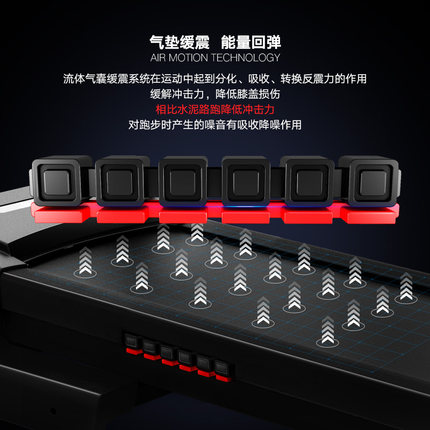 气垫缓震 能量回弹
AIR MOTION TECHNOLOGY
流体气囊缓震系统在运动中起到分化、吸收、转换反震力的作用
缓解冲击力，降低膝盖损伤
相比水泥路跑降低冲击力
对跑步时产生的噪音有吸收降噪作用